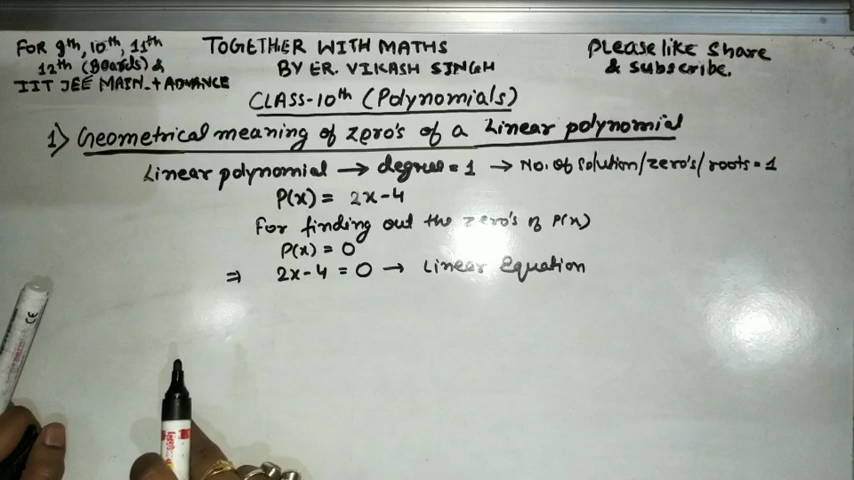 FOR 9th, 10th, 11th
12th (Boards) &
IIT JEE MAIN + ADVANCE
TOGETHER WITH MATHS
BY ER. VIKASH SINGH
Please like share
& subscribe.
CLASS-10th (Polynomials)
1) Geometrical meaning of zero's of a Linear polynomial
Linear polynomial → degree = 1 → No. of solution/zero's/roots = 1
P(x) = 2x-4
For finding out the zero's of P(x)
P(x) = 0
⇒ 2x-4 = 0 → Linear Equation
CE